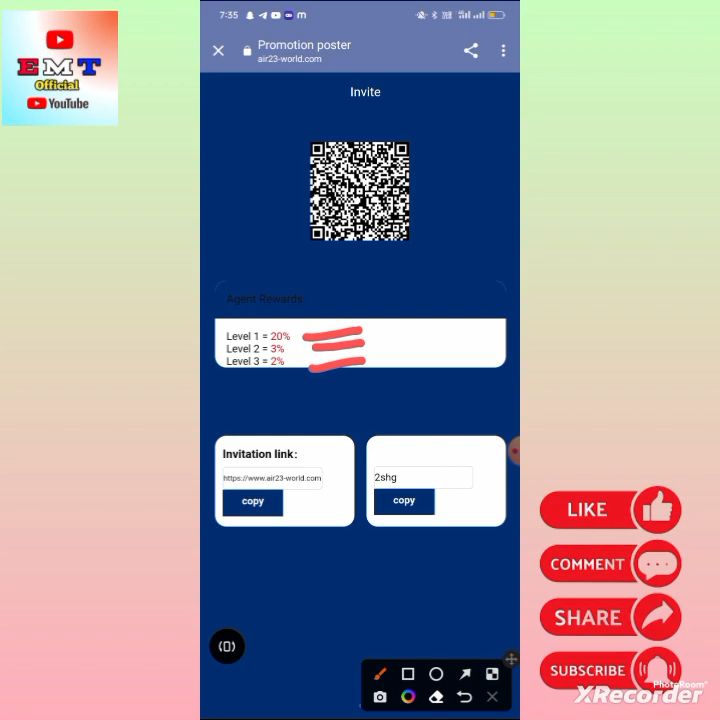 EMT
Official
YouTube
7:35
Promotion poster
air23-world.com
Invite
Agent Rewards:
Level 1 = 20%
Level 2 = 3%
Level 3 = 2%
Invitation link:
https://www.air23-world.com
copy
2shg
copy
LIKE
COMMENT
SHARE
SUBSCRIBE
PhotoRoom
XRecorder